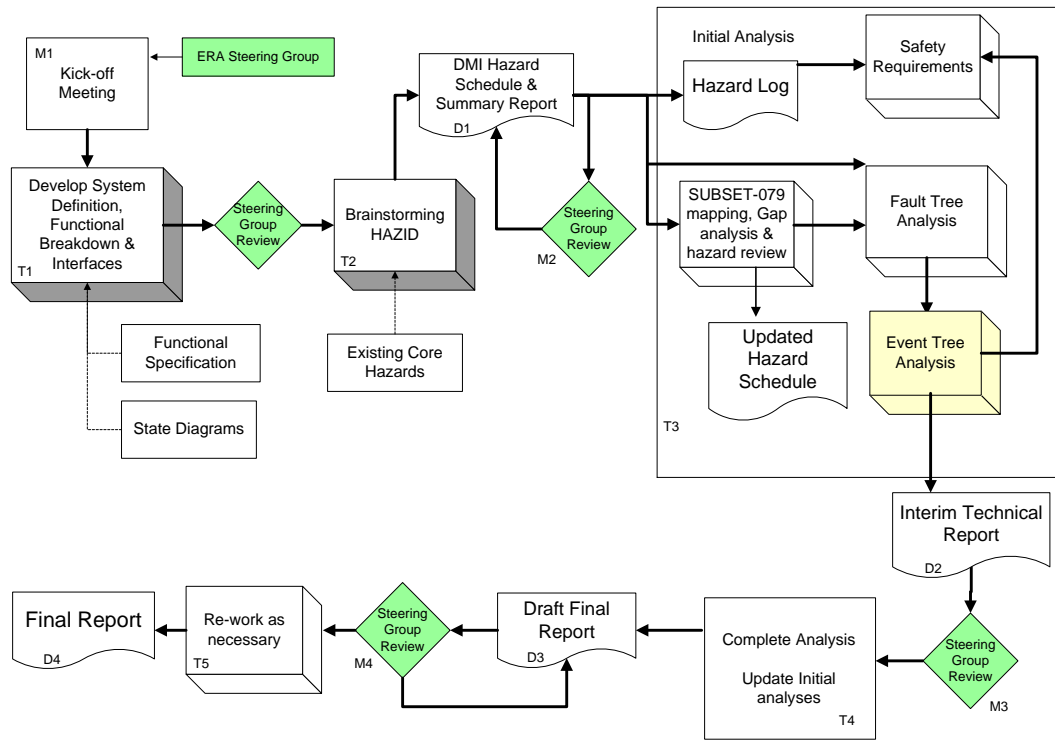 M1
Kick-off
Meeting
ERA Steering Group
Develop System
Definition,
Functional
Breakdown &
Interfaces
T1
Functional
Specification
State Diagrams
Steering
Group
Review
Brainstorming
HAZID
T2
Existing Core
Hazards
DMI Hazard
Schedule &
Summary Report
D1
Steering
Group
Review
M2
Initial Analysis
Hazard Log
Safety
Requirements
SUBSET-079
mapping, Gap
analysis &
hazard review
Fault Tree
Analysis
Updated
Hazard
Schedule
Event Tree
Analysis
T3
Interim Technical
Report
D2
Steering
Group
Review
M3
Complete Analysis
Update Initial
analyses
T4
Draft Final
Report
D3
Steering
Group
Review
M4
Re-work as
necessary
T5
Final Report
D4